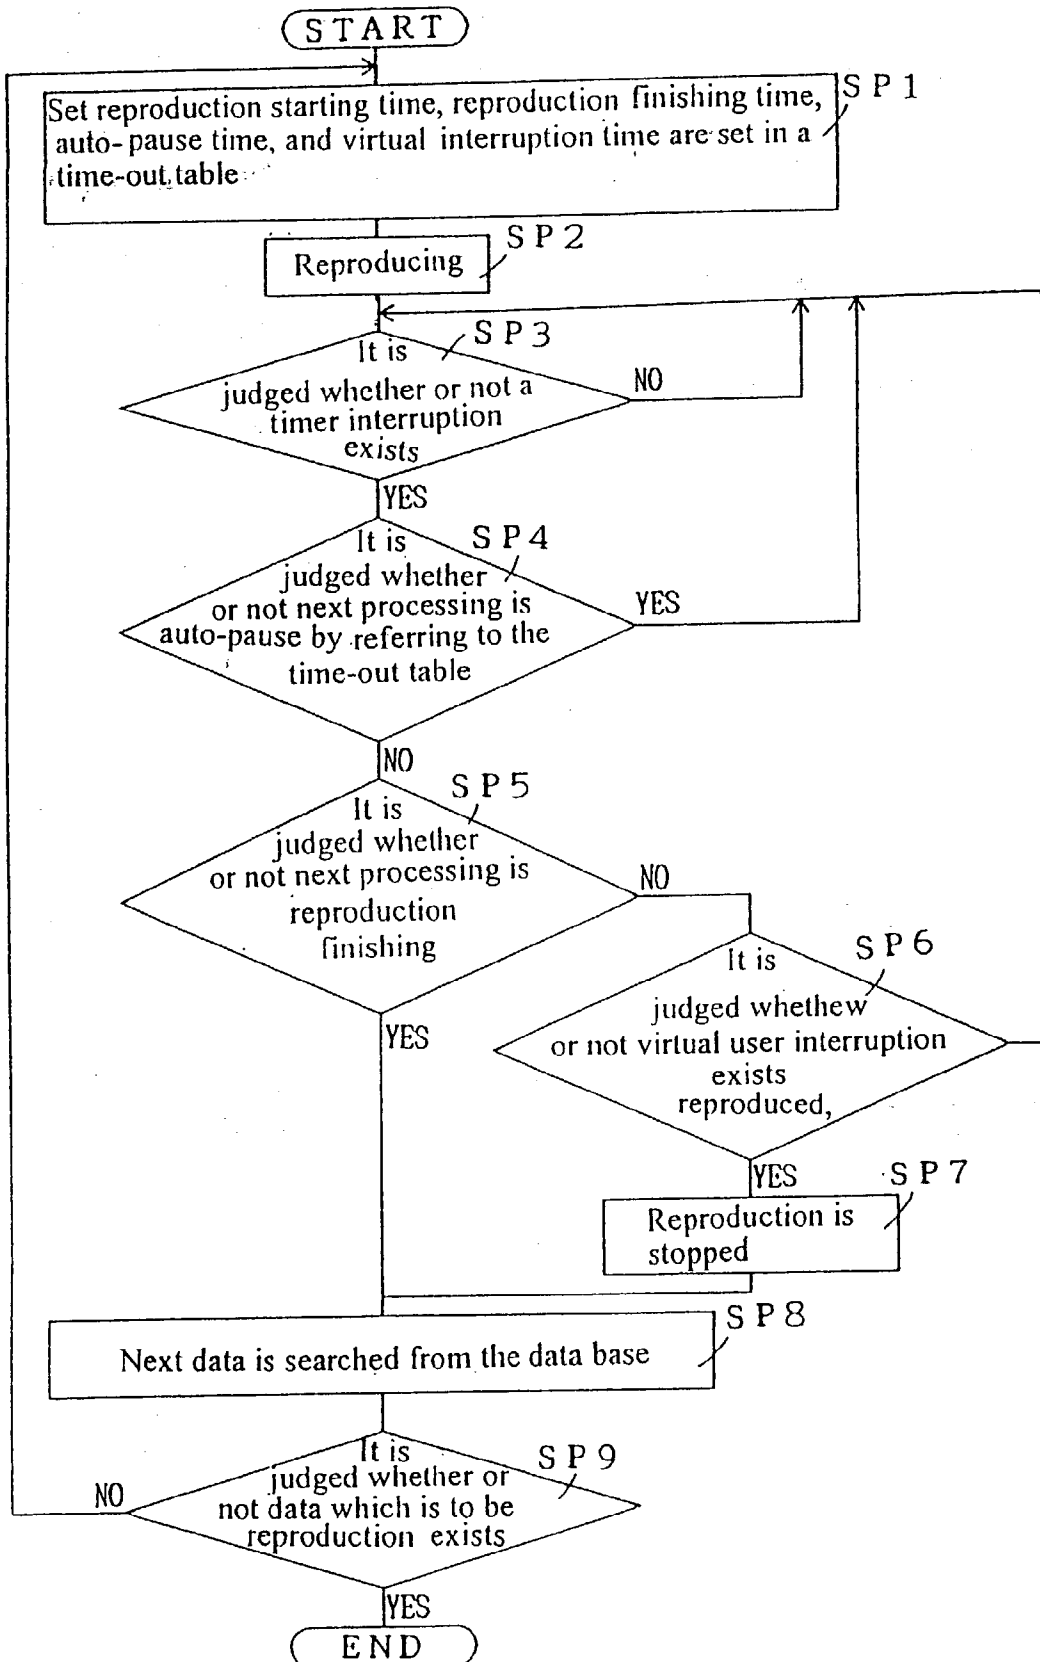 START
SP1
Set reproduction starting time, reproduction finishing time,
auto-pause time, and virtual interruption time are set in a
time-out table
SP2
Reproducing
SP3
It is
judged whether or not a
timer interruption
exists
NO
YES
SP4
It is
judged whether
or not next processing is
auto-pause by referring to the
time-out table
YES
NO
SP5
It is
judged whether
or not next processing is
reproduction
finishing
NO
YES
SP6
It is
judged whethew
or not virtual user interruption
exists
reproduced,
YES
SP7
Reproduction is
stopped
SP8
Next data is searched from the data base
SP9
It is
judged whether or
not data which is to be
reproduction exists
NO
YES
END